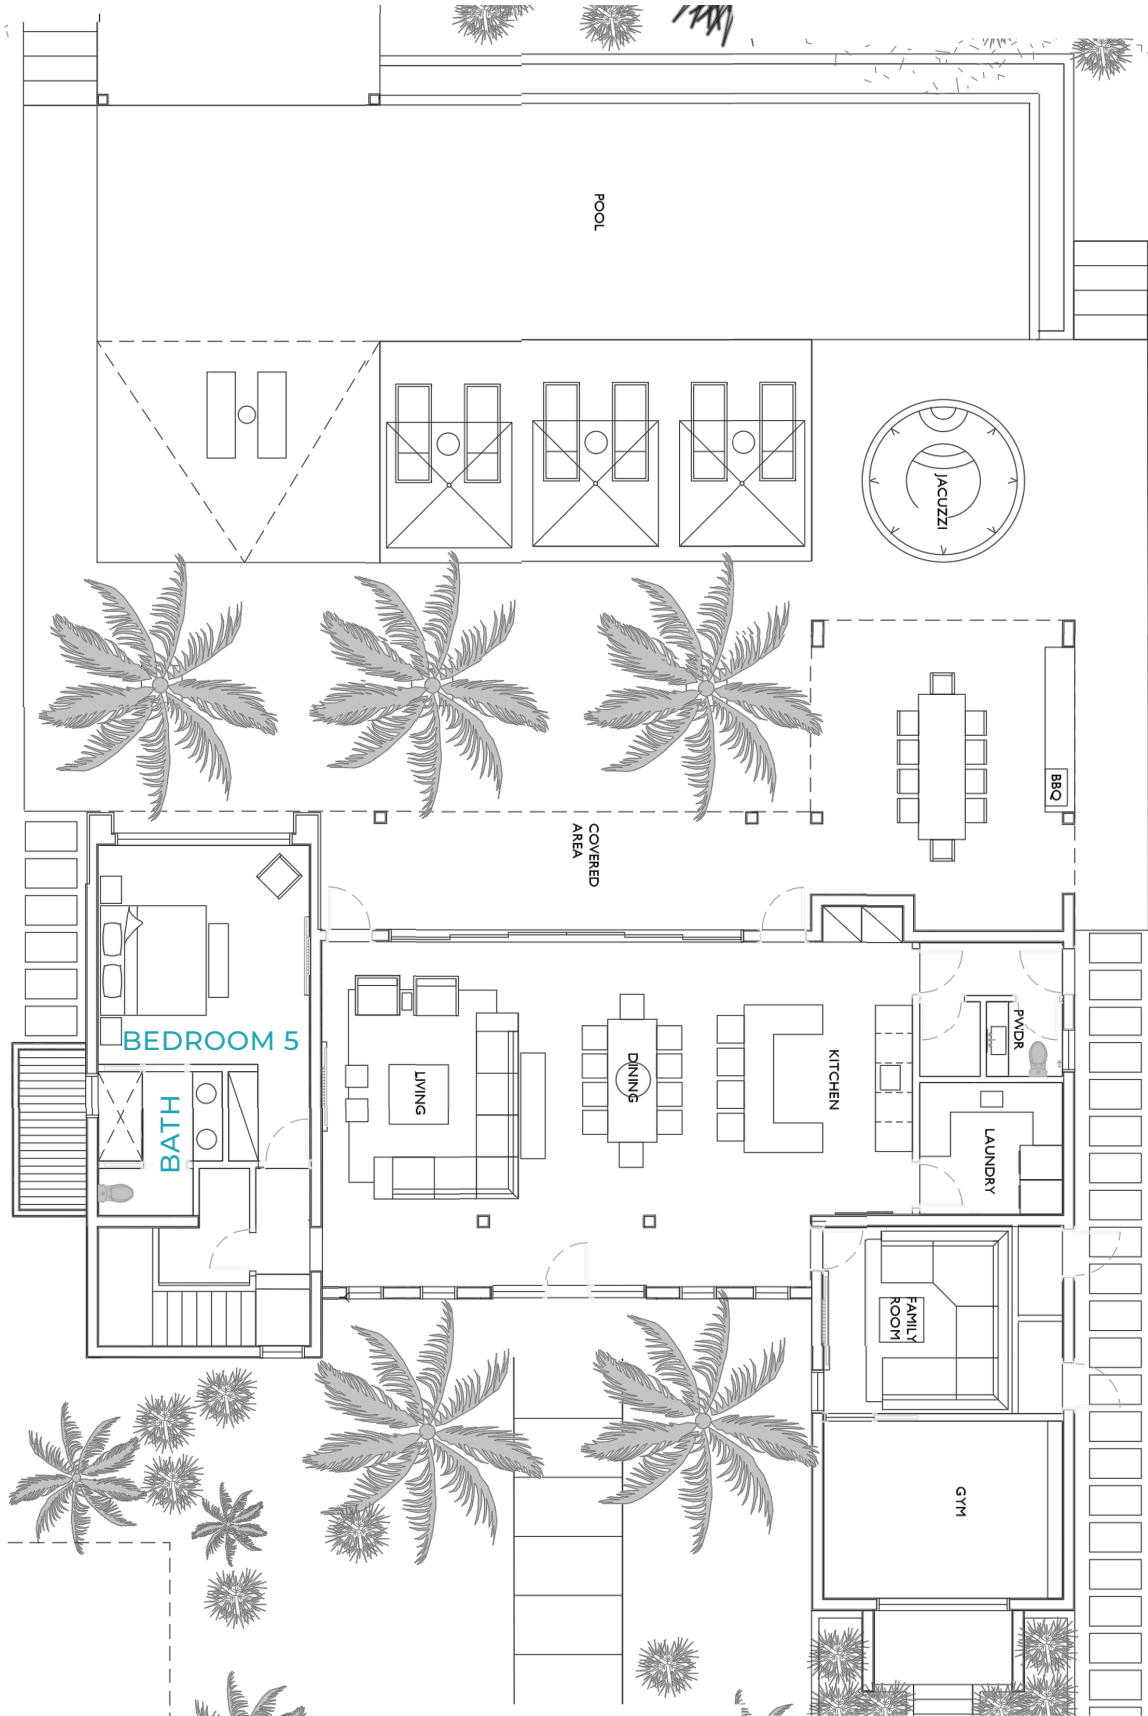 POOL
JACUZZI
BBQ
COVERED
AREA
BEDROOM 5
PWDR
LIVING
DINING
KITCHEN
BATH
LAUNDRY
FAMILY
ROOM
GYM